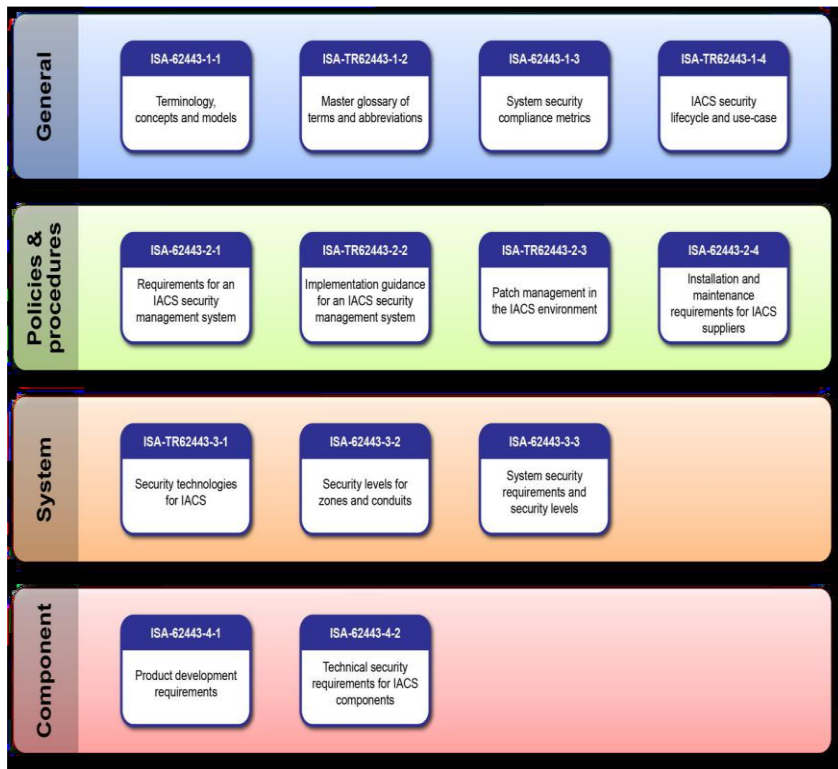 General
ISA-62443-1-1
Terminology,
concepts and models
ISA-TR62443-1-2
Master glossary of
terms and abbreviations
ISA-62443-1-3
System security
compliance metrics
ISA-TR62443-1-4
IACS security
lifecycle and use-case
Policies &
procedures
ISA-62443-2-1
Requirements for an
IACS security
management system
ISA-TR62443-2-2
Implementation guidance
for an IACS security
management system
ISA-TR62443-2-3
Patch management in
the IACS environment
ISA-62443-2-4
Installation and
maintenance
requirements for IACS
suppliers
System
ISA-TR62443-3-1
Security technologies
for IACS
ISA-62443-3-2
Security levels for
zones and conduits
ISA-62443-3-3
System security
requirements and
security levels
Component
ISA-62443-4-1
Product development
requirements
ISA-62443-4-2
Technical security
requirements for IACS
components